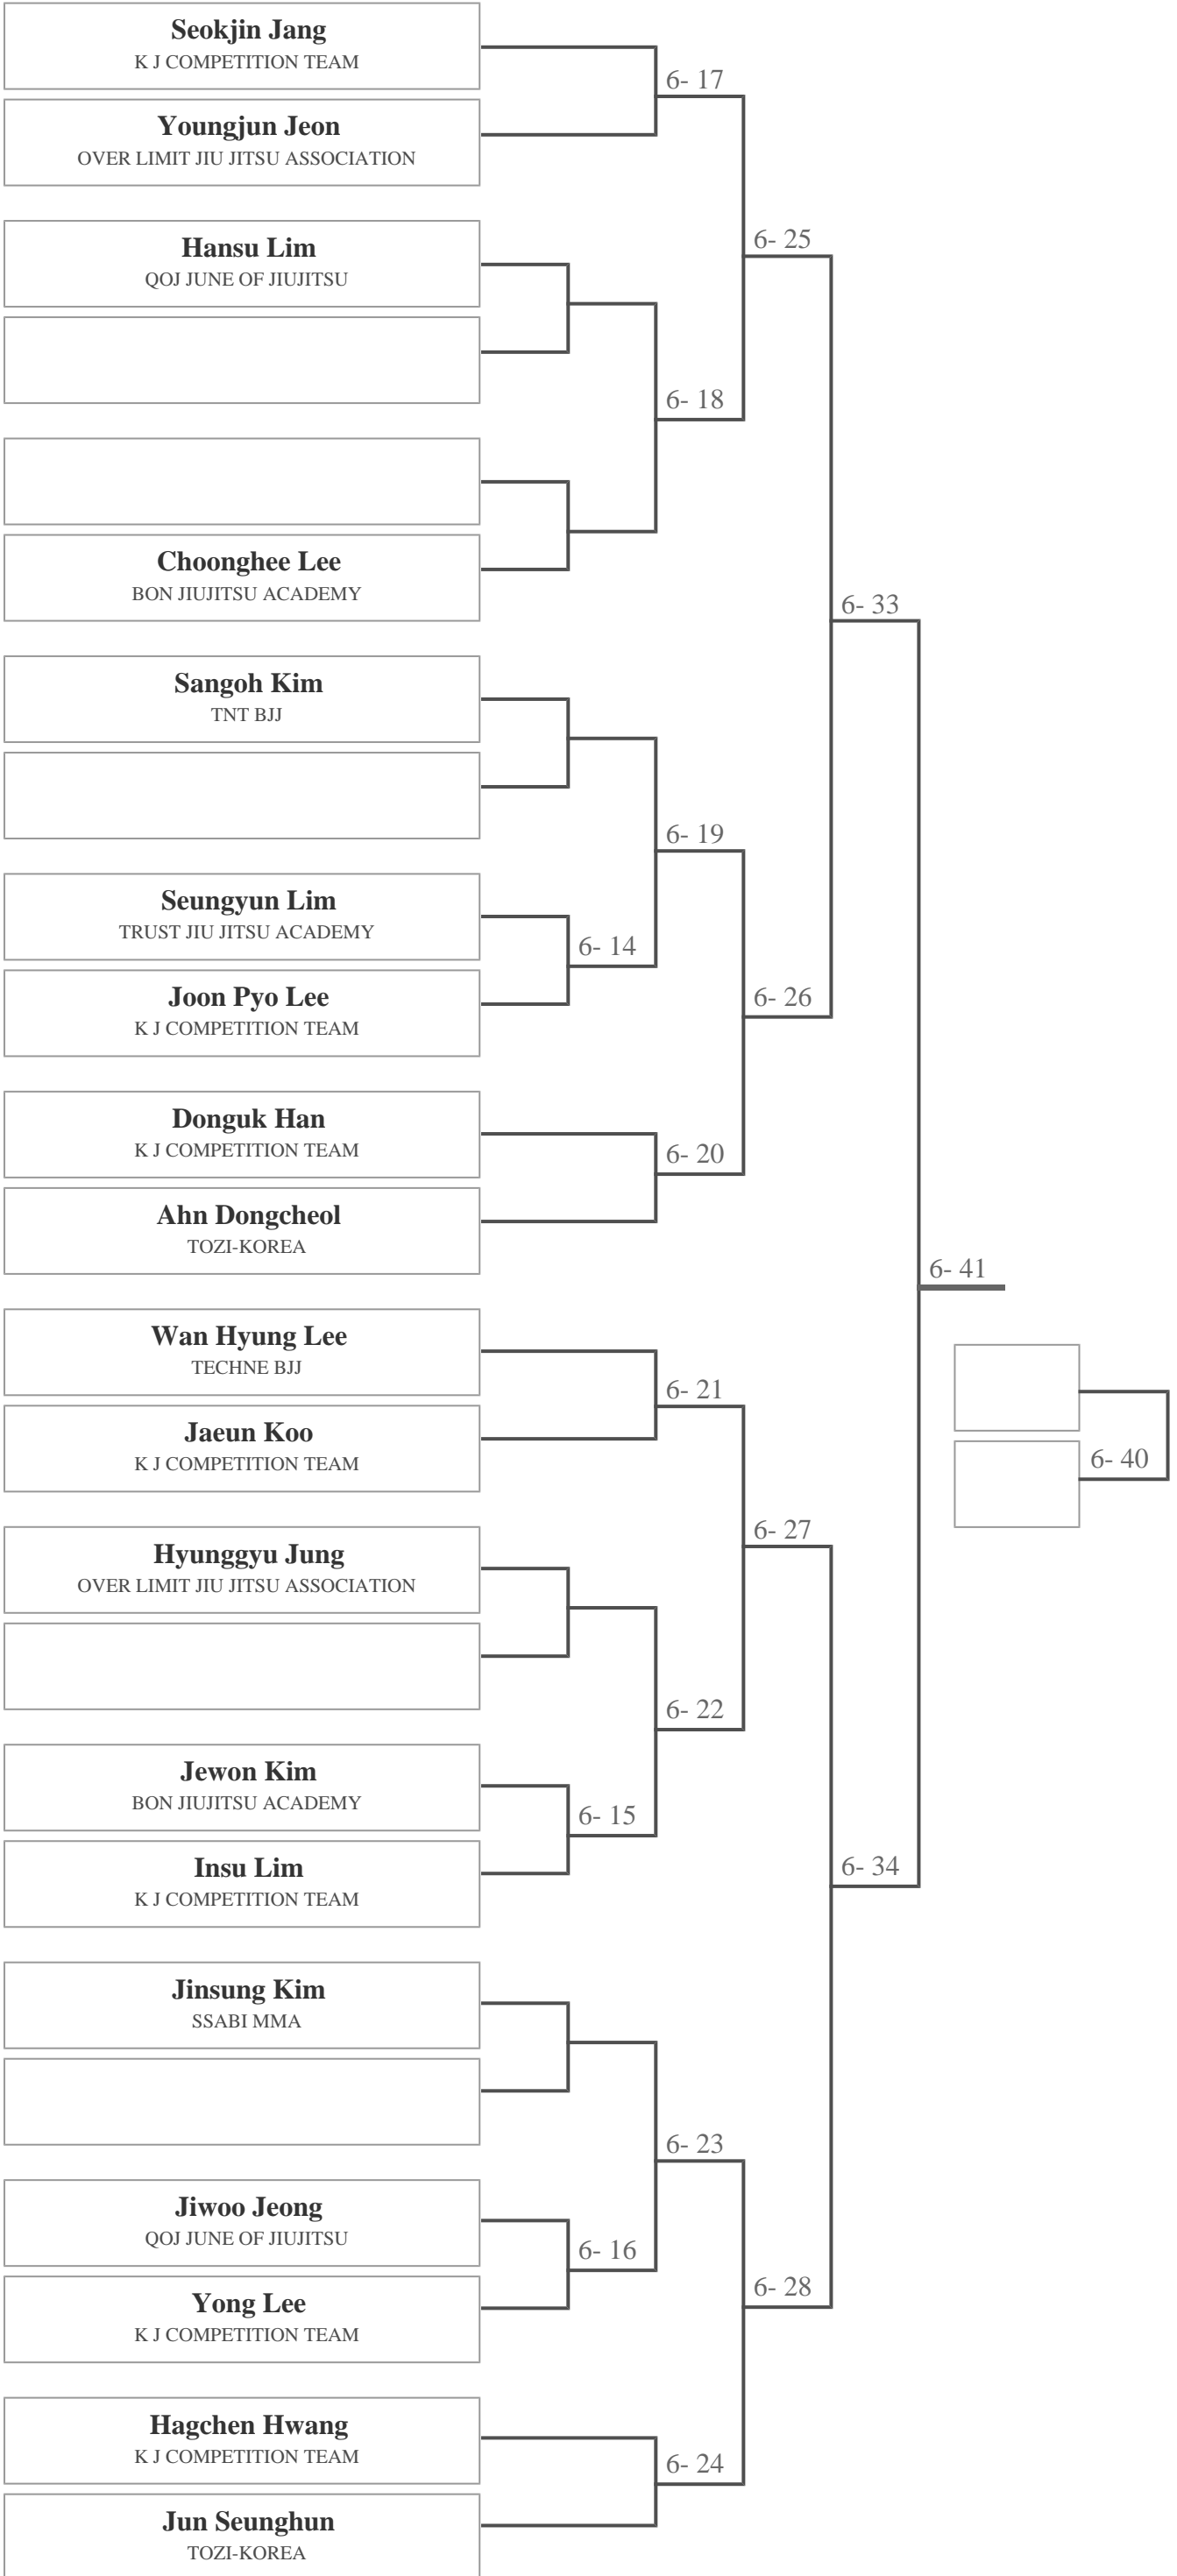 Seokjin Jang
K J COMPETITION TEAM
6- 17
Youngjun Jeon
OVER LIMIT JIU JITSU ASSOCIATION
Hansu Lim
QOJ JUNE OF JIUJITSU
6- 25
6- 18
Choonghee Lee
BON JIUJITSU ACADEMY
6- 33
Sangoh Kim
TNT BJJ
6- 19
Seungyun Lim
TRUST JIU JITSU ACADEMY
6- 14
Joon Pyo Lee
K J COMPETITION TEAM
6- 26
Donguk Han
K J COMPETITION TEAM
6- 20
Ahn Dongcheol
TOZI-KOREA
6- 41
Wan Hyung Lee
TECHNE BJJ
6- 21
Jaeun Koo
K J COMPETITION TEAM
6- 40
Hyunggyu Jung
OVER LIMIT JIU JITSU ASSOCIATION
6- 27
6- 22
Jewon Kim
BON JIUJITSU ACADEMY
6- 15
Insu Lim
K J COMPETITION TEAM
6- 34
Jinsung Kim
SSABI MMA
6- 23
Jiwoo Jeong
QOJ JUNE OF JIUJITSU
6- 16
Yong Lee
K J COMPETITION TEAM
6- 28
Hagchen Hwang
K J COMPETITION TEAM
6- 24
Jun Seunghun
TOZI-KOREA